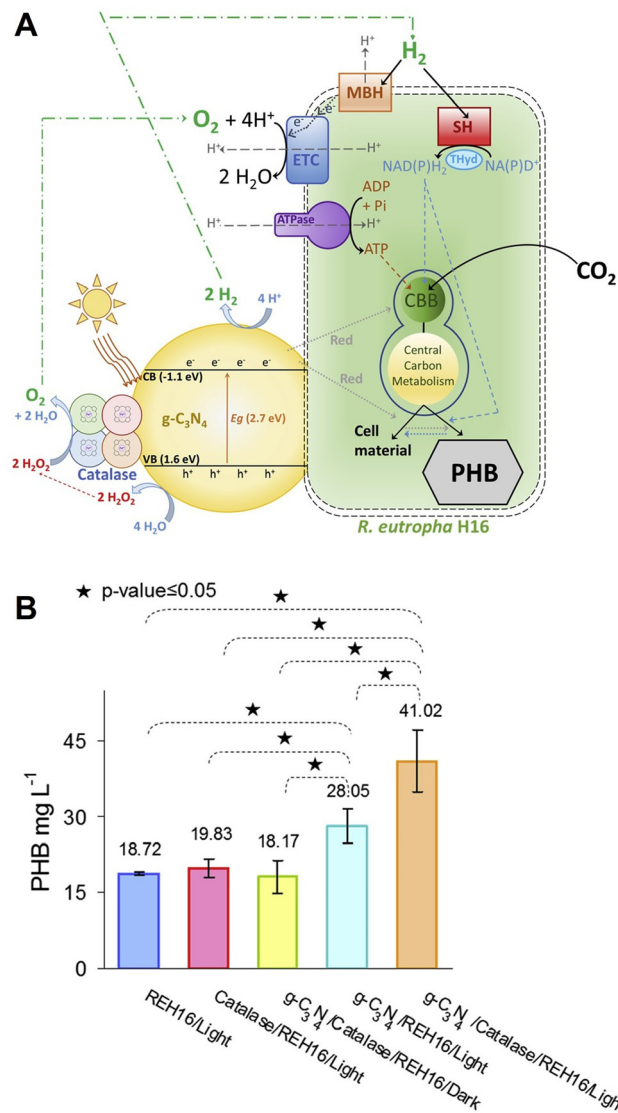 A
H₂
H⁺
MBH
e⁻
e⁻
O₂ + 4H⁺
SH
THyd
H⁺
ETC
H⁺
NAD(P)H₂
NA(P)D⁺
2 H₂O
ADP
+ Pi
H⁺
ATPase
H⁺
ATP
CO₂
2 H₂
4 H⁺
CBB
Red
Central
Carbon
Metabolism
e⁻ e⁻ e⁻ e⁻
CB (-1.1 eV)
Red
O₂
+ 2 H₂O
g-C₃N₄
Eg (2.7 eV)
Cell
material
PHB
2 H₂O₂
Catalase
VB (1.6 eV)
h⁺ h⁺ h⁺ h⁺
2 H₂O₂
4 H₂O
R. eutropha H16
B
★ p-value≤0.05
★
★
★
★
★
★
★
41.02
28.05
18.72
19.83
18.17
PHB mg L⁻¹
45
30
15
0
REH16/Light
Catalase/REH16/Light
g-C₃N₄/Catalase/REH16/Dark
g-C₃N₄/REH16/Light
g-C₃N₄/Catalase/REH16/Ligh